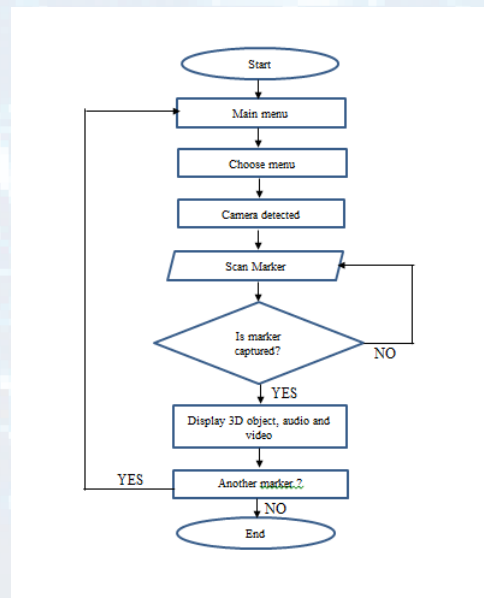 Start
Main menu
Choose menu
Camera detected
Scan Marker
Is marker
captured?
NO
YES
Display 3D object, audio and
video
YES
Another marker ?
NO
End